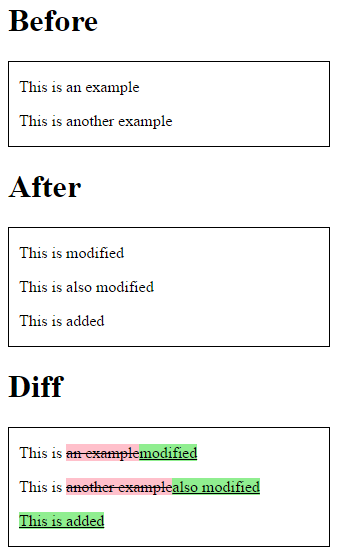 Before
This is an example
This is another example
After
This is modified
This is also modified
This is added
Diff
This is an examplemodified
This is another examplealso modified
This is added